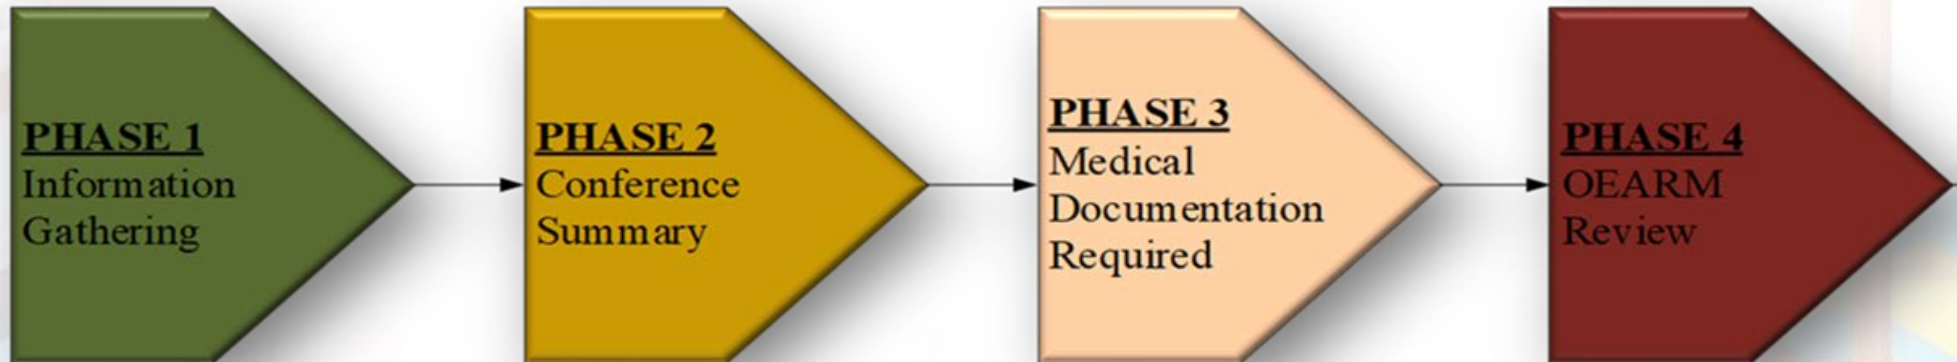 PHASE 1
Information
Gathering
PHASE 2
Conference
Summary
PHASE 3
Medical
Documentation
Required
PHASE 4
OEARM
Review